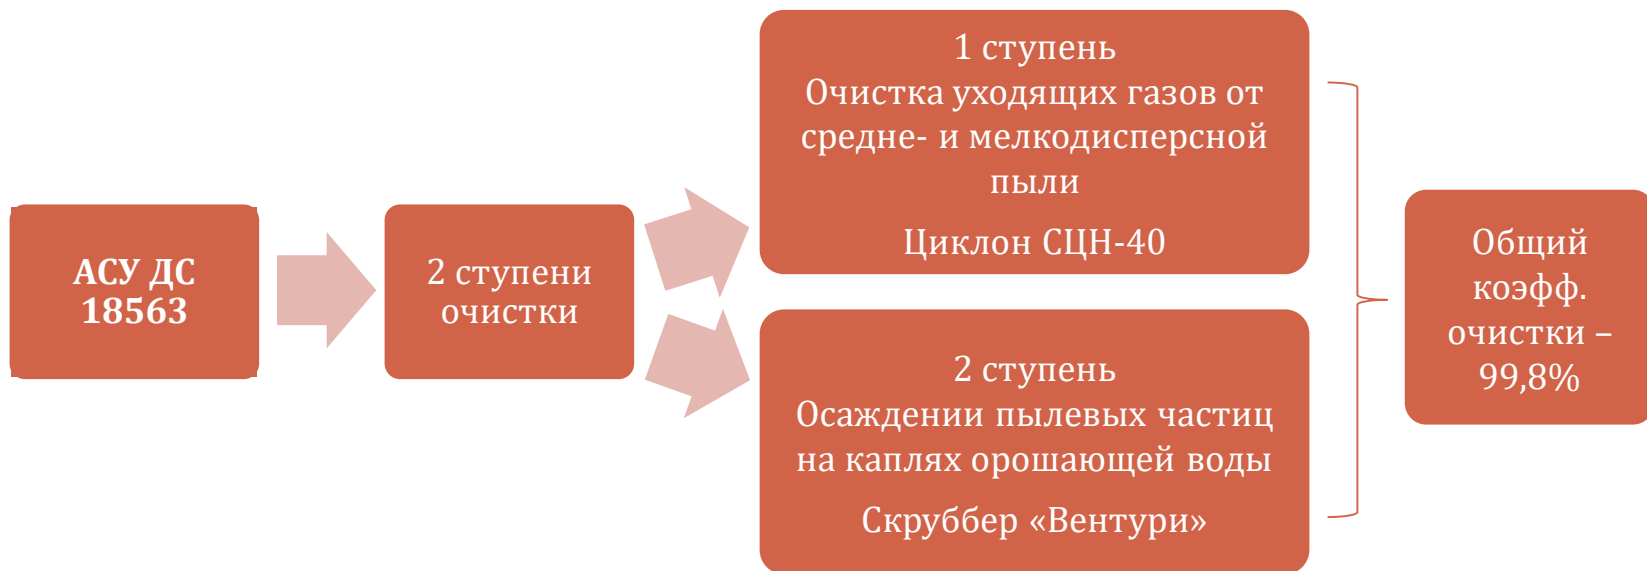 АСУ ДС
18563
2 ступени
очистки
1 ступень
Очистка уходящих газов от
средне- и мелкодисперсной
пыли
Циклон СЦН-40
2 ступень
Осаждении пылевых частиц
на каплях орошающей воды
Скруббер «Вентури»
Общий
коэфф.
очистки –
99,8%